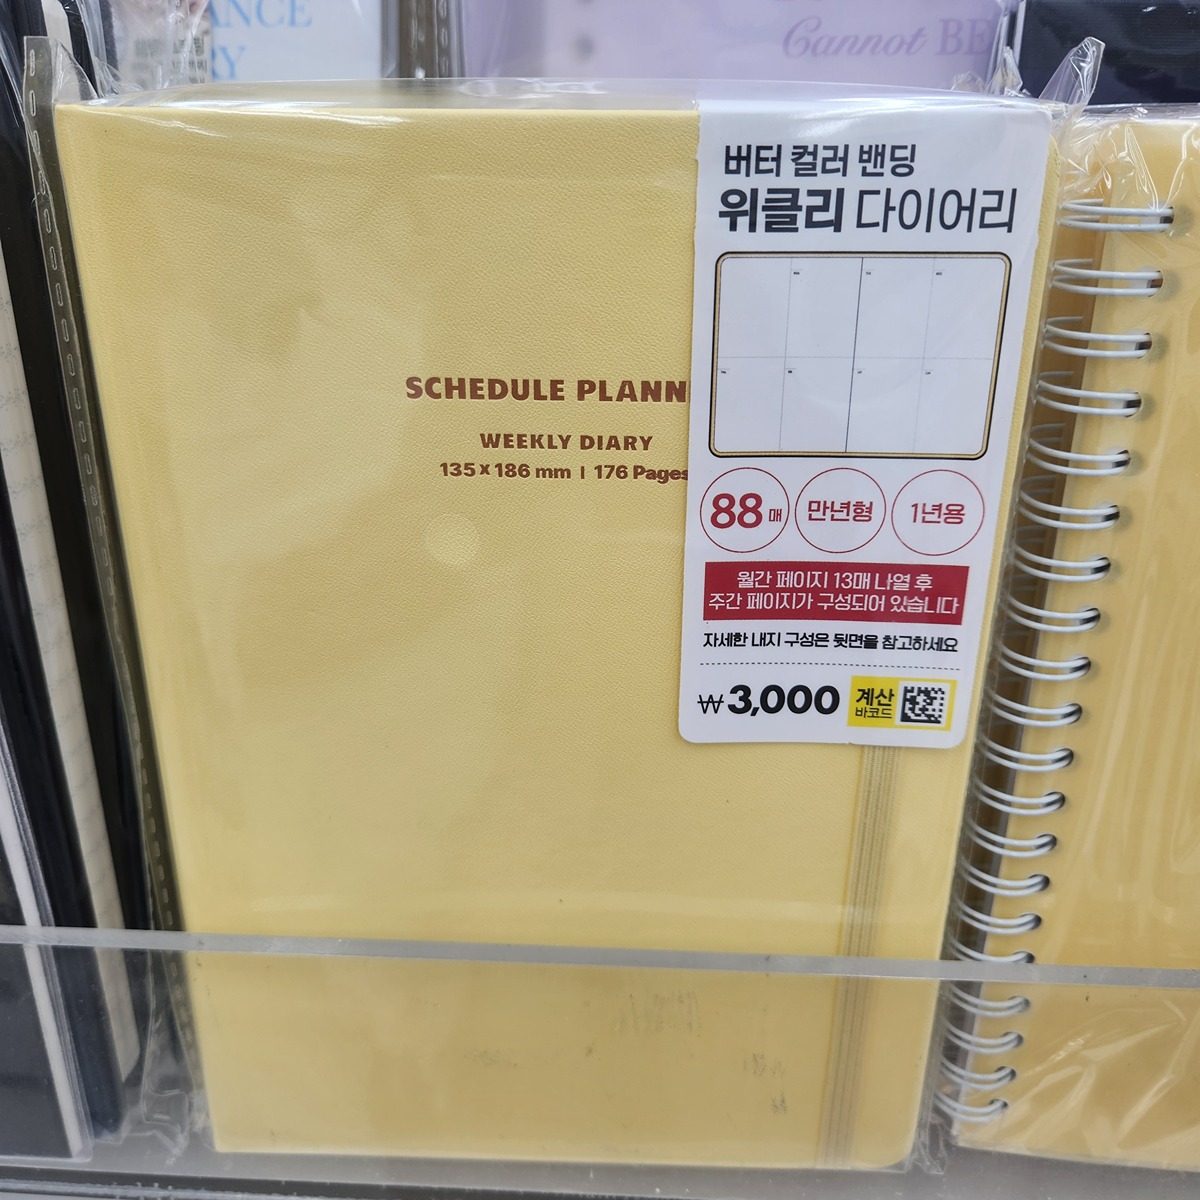 ANCE
RY
Cannot BE
버터 컬러 밴딩
위클리 다이어리
SCHEDULE PLANN
WEEKLY DIARY
135 x 186 mm | 176 Pages
88매
만년형
1년용
월간 페이지 13매 나열 후
주간 페이지가 구성되어 있습니다
자세한 내지 구성은 뒷면을 참고하세요
₩3,000
계산
바코드